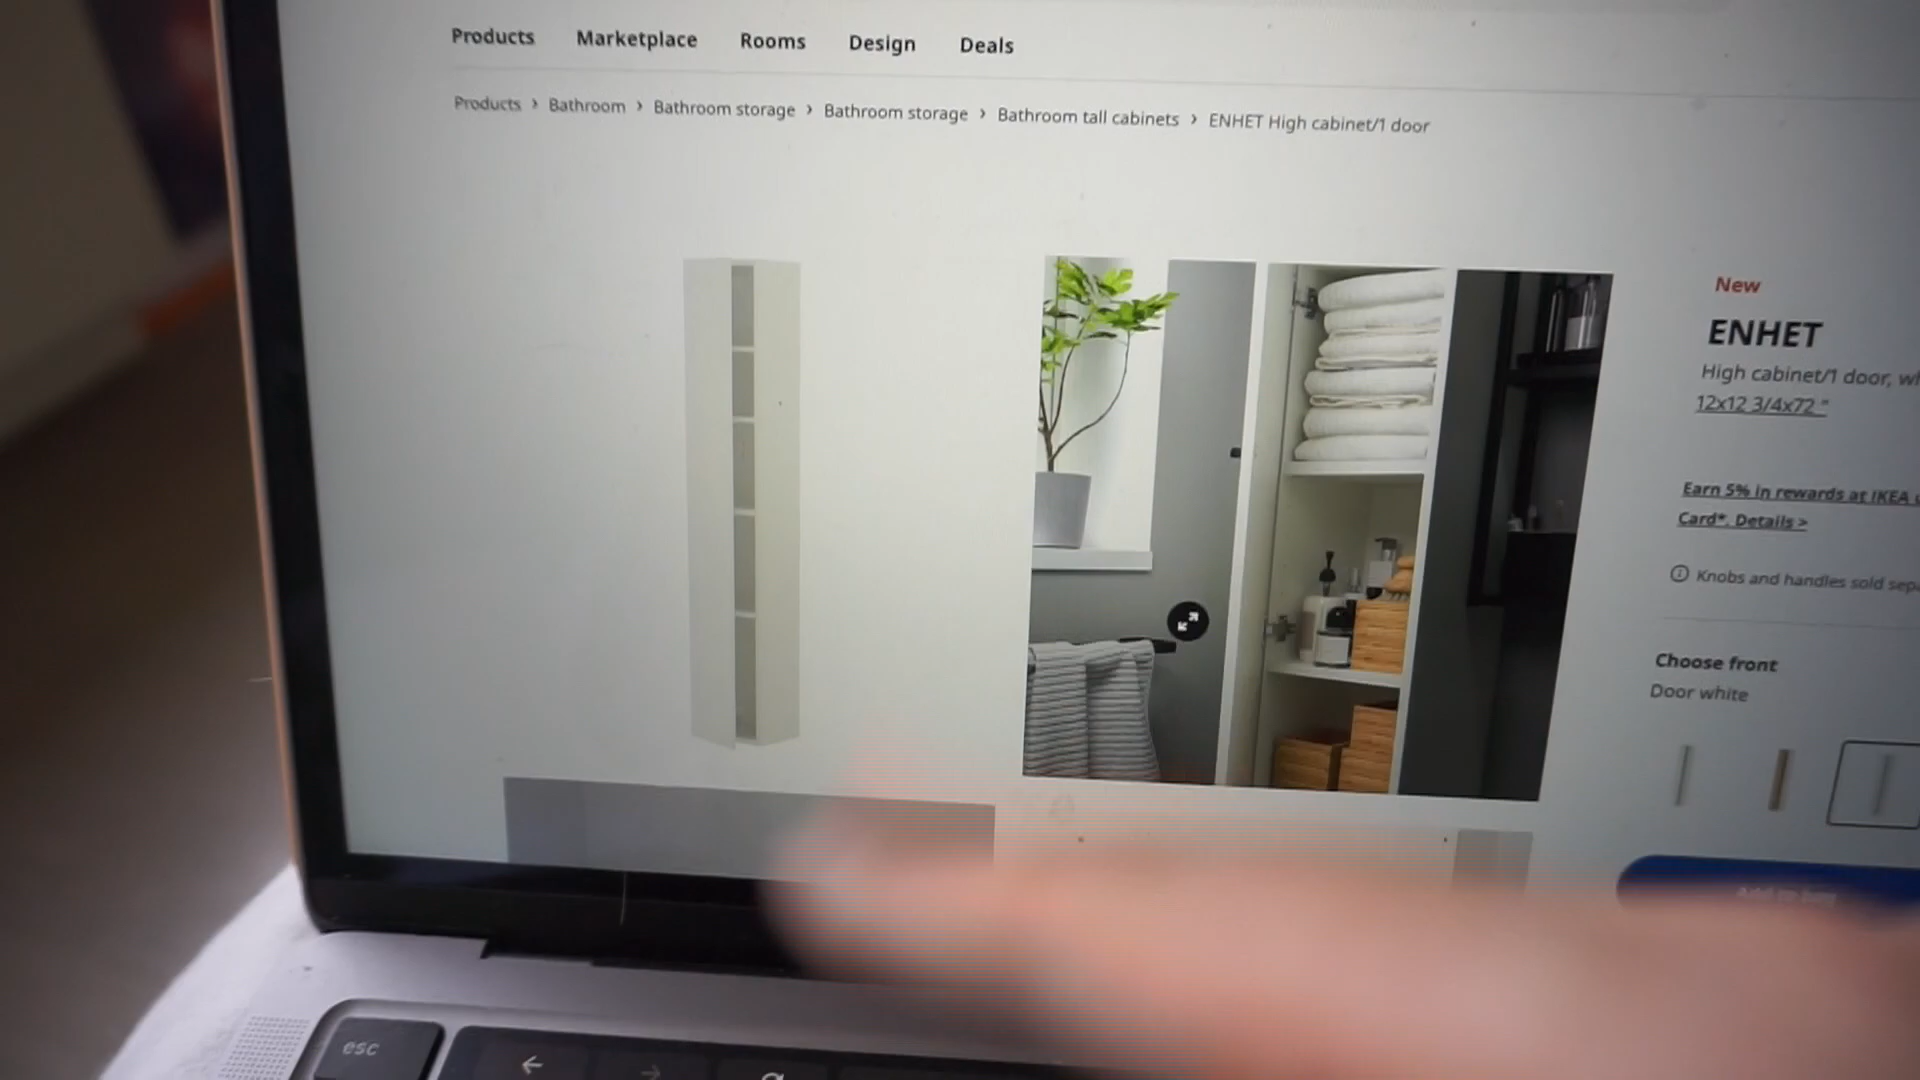 Products Marketplace Rooms Design Deals
Products > Bathroom > Bathroom storage > Bathroom storage > Bathroom tall cabinets > ENHET High cabinet/1 door
New
ENHET
High cabinet/1 door,
12x12 3/4x72 "
Earn 5% in rewards at IKEA
Card*. Details >
Knobs and handles sold
Choose front
Door white
esc